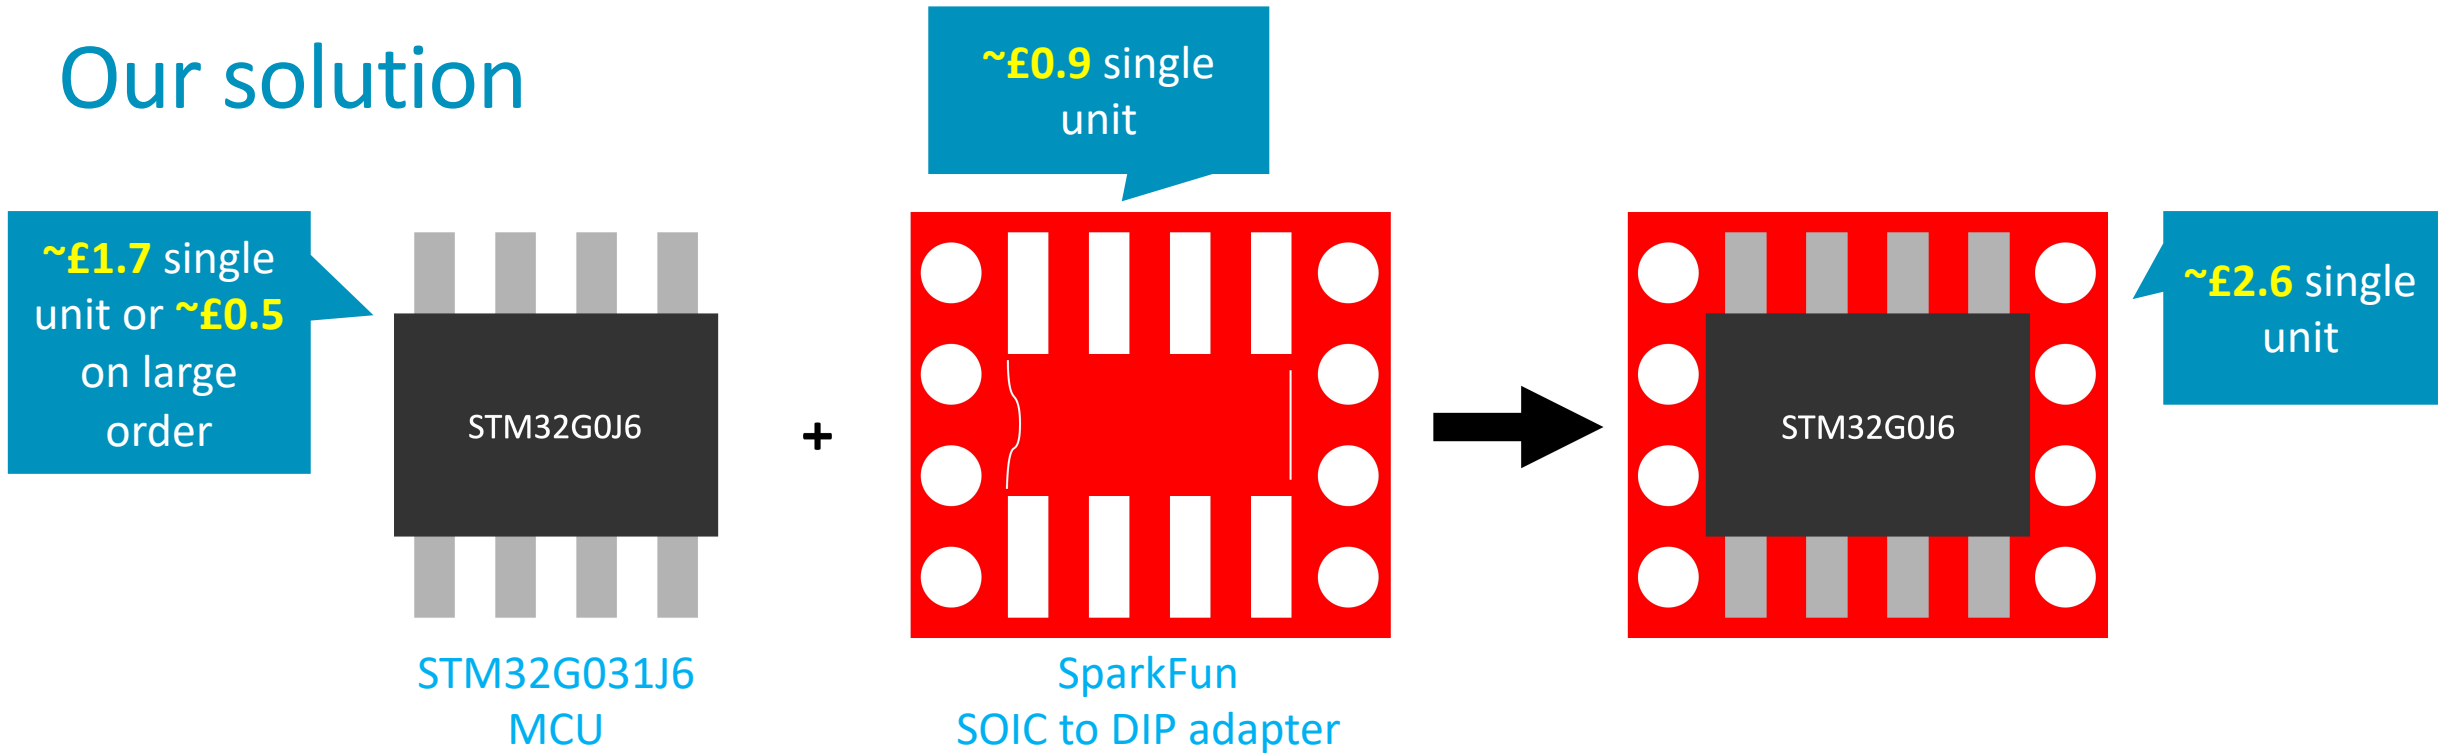 Our solution
~£0.9 single
unit
~£1.7 single
unit or ~£0.5
on large
order
STM32G0J6
+
STM32G0J6
~£2.6 single
unit
STM32G031J6
MCU
SparkFun
SOIC to DIP adapter